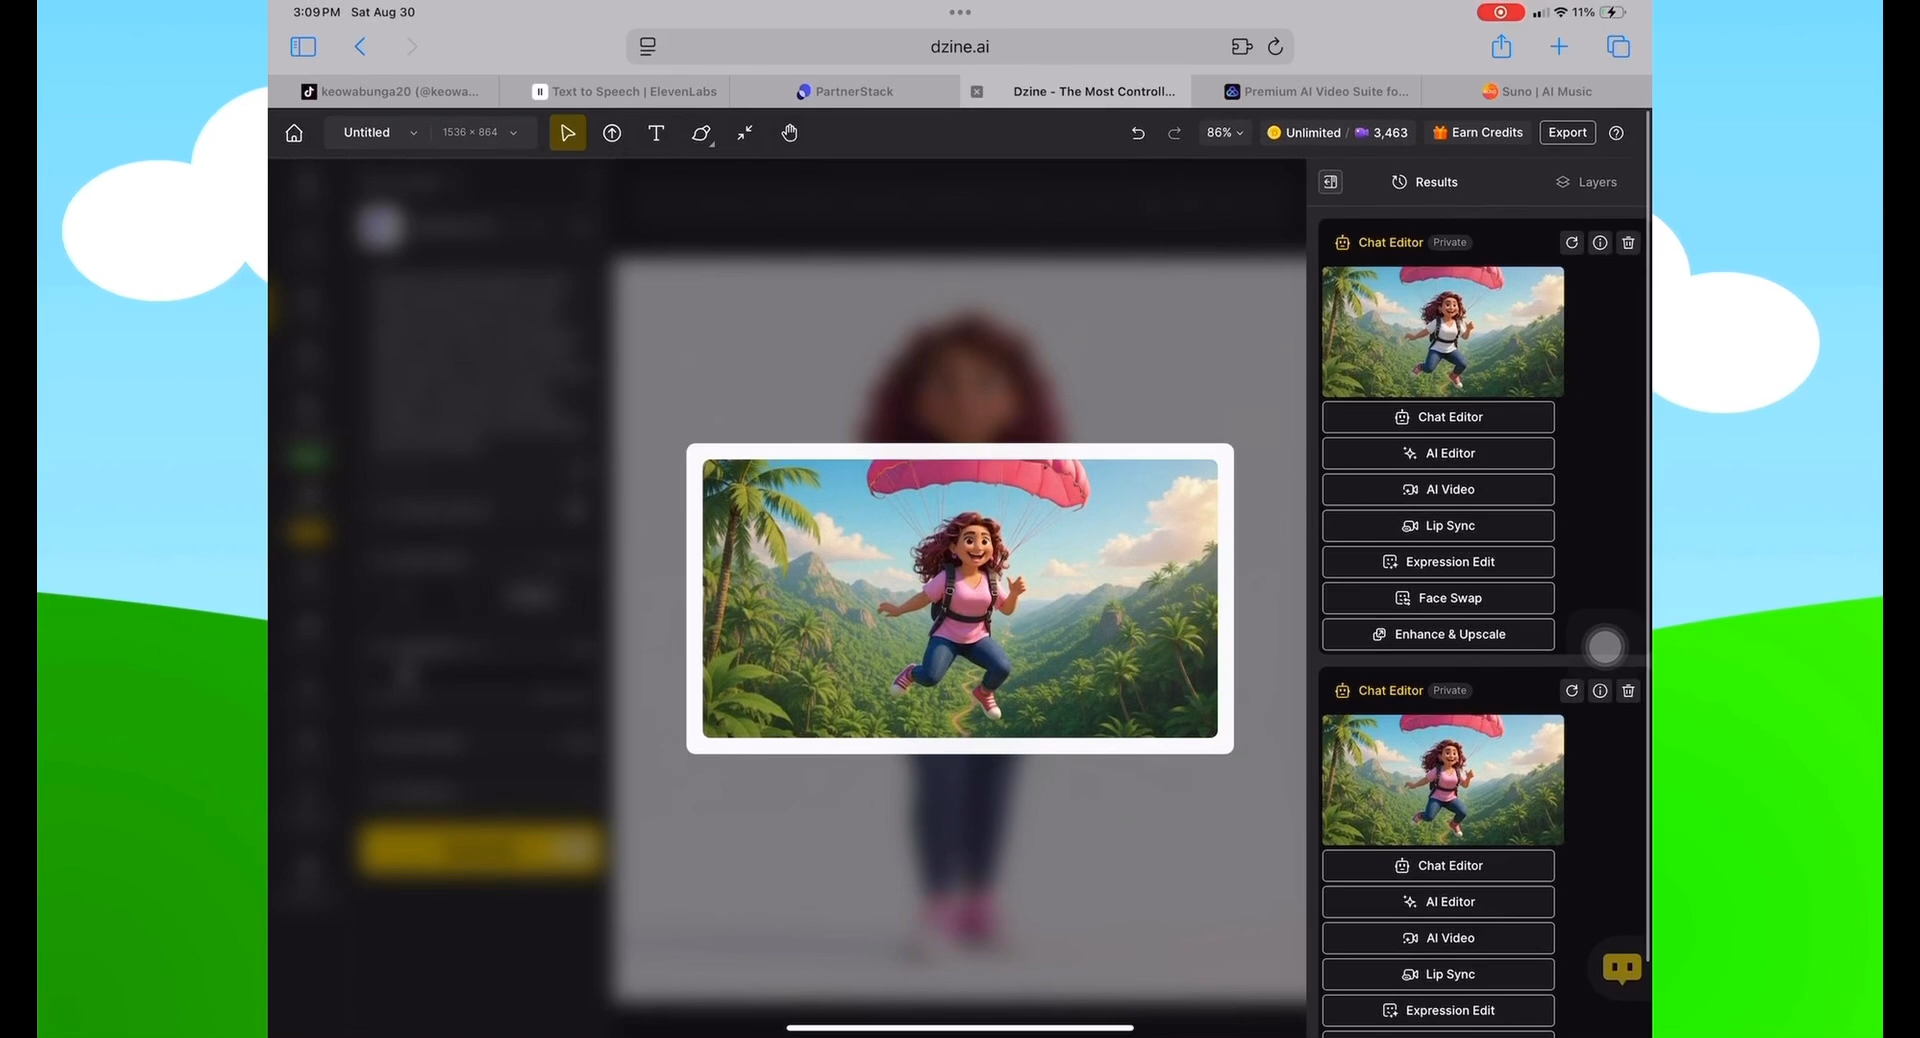 3:09 PM Sat Aug 30
11%
dzine.ai
keowabunga20 (@keowa...
Text to Speech | ElevenLabs
PartnerStack
Dzine - The Most Controll...
Premium AI Video Suite fo...
Suno | AI Music
Untitled
1536 × 864
86%
Unlimited / 3,463
Earn Credits
Export
Results
Layers
Chat Editor Private
Chat Editor
AI Editor
AI Video
Lip Sync
Expression Edit
Face Swap
Enhance & Upscale
Chat Editor Private
Chat Editor
AI Editor
AI Video
Lip Sync
Expression Edit